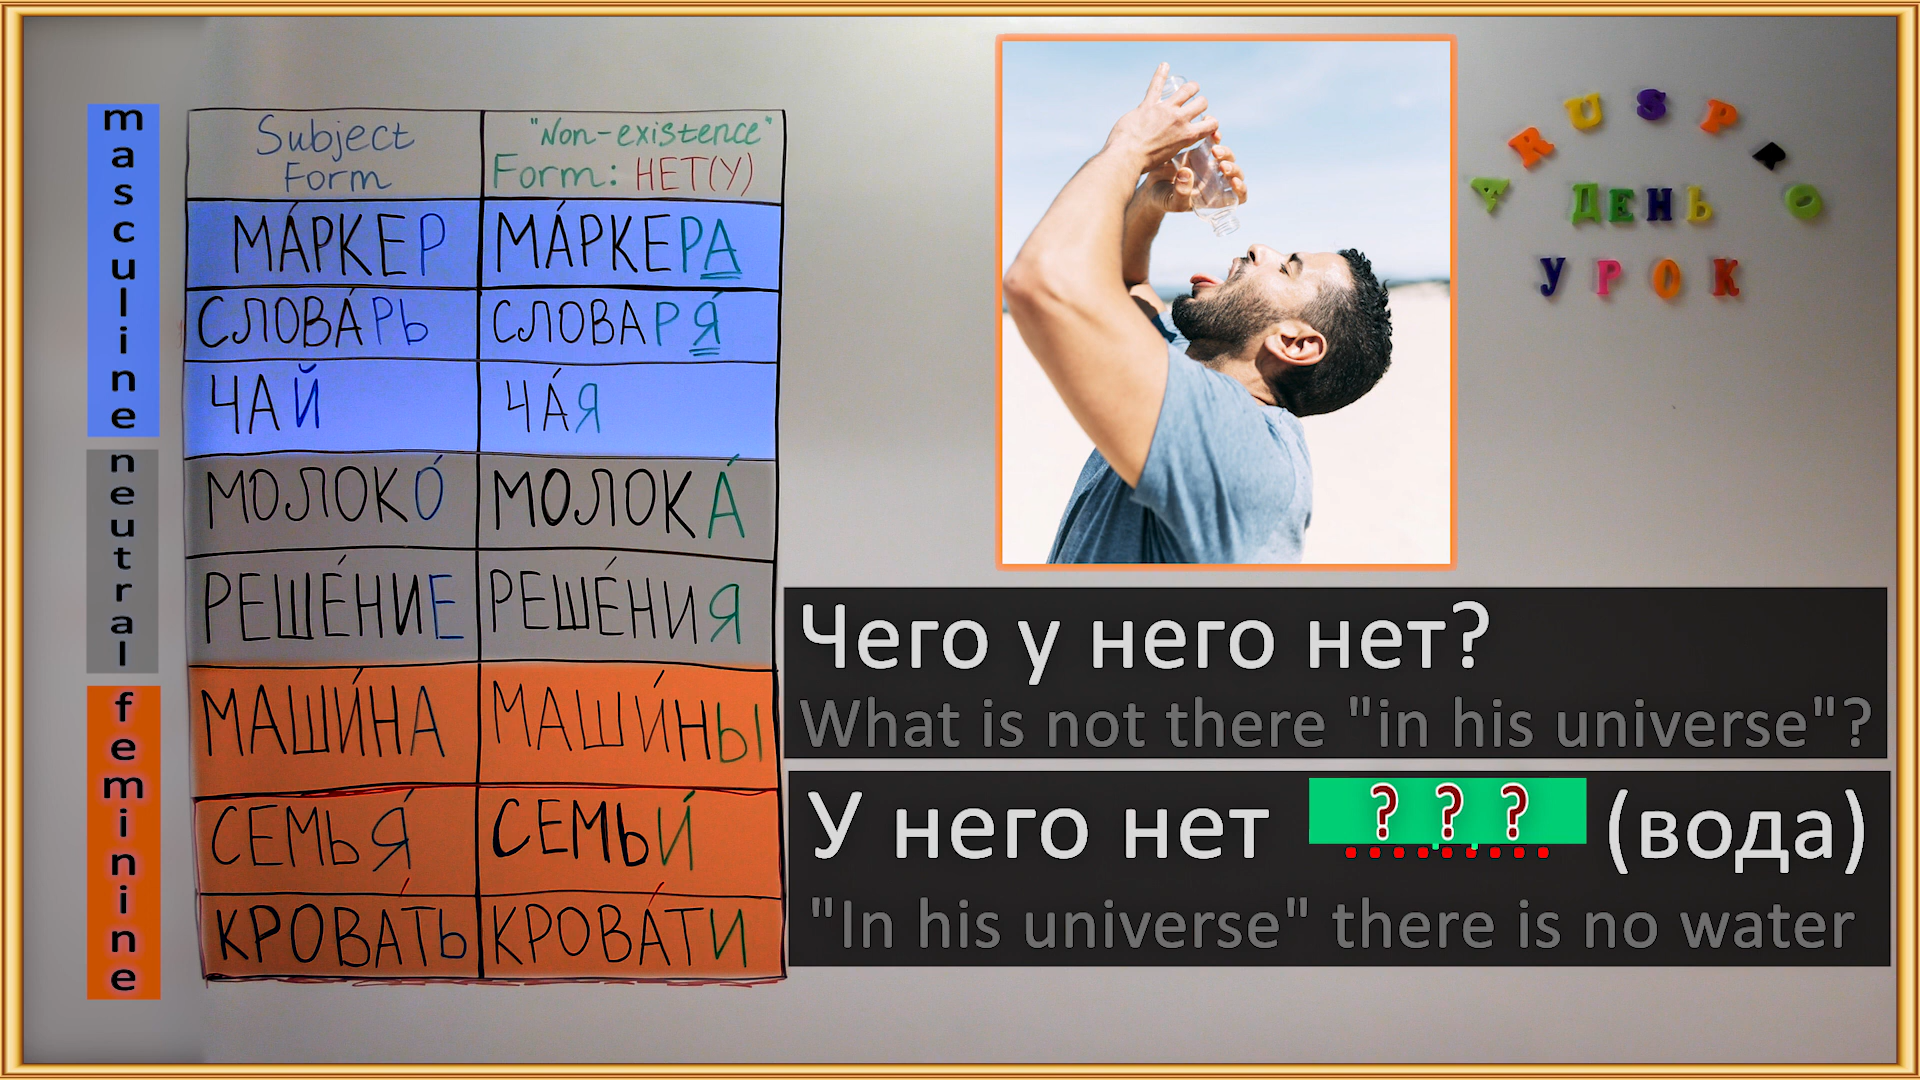 masculine
neutral
feminine
Subject Form
"Non-existence" Form: НЕТ(У)
МА́РКЕР МА́РКЕРА
СЛОВА́РЬ СЛОВАРЯ́
ЧАЙ ЧА́Я
МОЛОКО́ МОЛОКА́
РЕШЕ́НИЕ РЕШЕ́НИЯ
МАШИ́НА МАШИ́НЫ
СЕМЬЯ́ СЕМЬИ́
КРОВА́ТЬ КРОВА́ТИ
A RUS PRO
ДЕНЬ
УРОК
Чего у него нет?
What is not there "in his universe"?
У него нет ? ? ? (вода)
"In his universe" there is no water